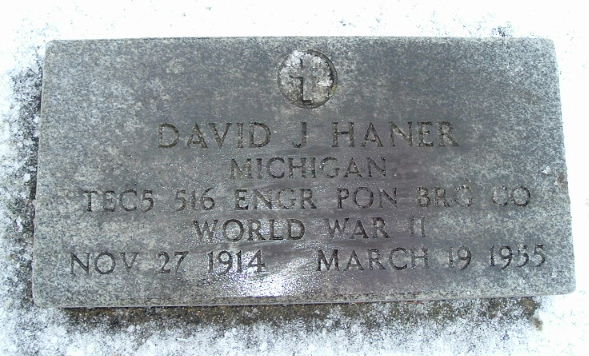 DAVID J HANER
MICHIGAN
TEC5 516 ENGR PON BRG CO
WORLD WAR II
NOV 27 1914 MARCH 19 1955